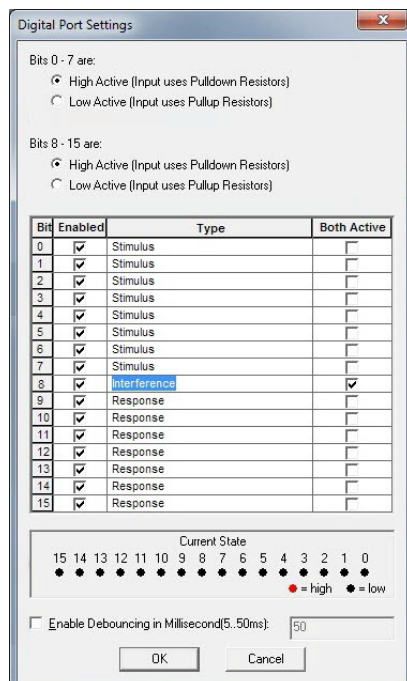 Digital Port Settings
Bits 0 - 7 are:
High Active (Input uses Pulldown Resistors)
Low Active (Input uses Pullup Resistors)
Bits 8 - 15 are:
High Active (Input uses Pulldown Resistors)
Low Active (Input uses Pullup Resistors)
Bit Enabled Type Both Active
0 Stimulus
1 Stimulus
2 Stimulus
3 Stimulus
4 Stimulus
5 Stimulus
6 Stimulus
7 Stimulus
8 Interference
9 Response
10 Response
11 Response
12 Response
13 Response
14 Response
15 Response
Current State
15 14 13 12 11 10 9 8 7 6 5 4 3 2 1 0
= high = low
Enable Debouncing in Millisecond(5..50ms): 50
OK Cancel